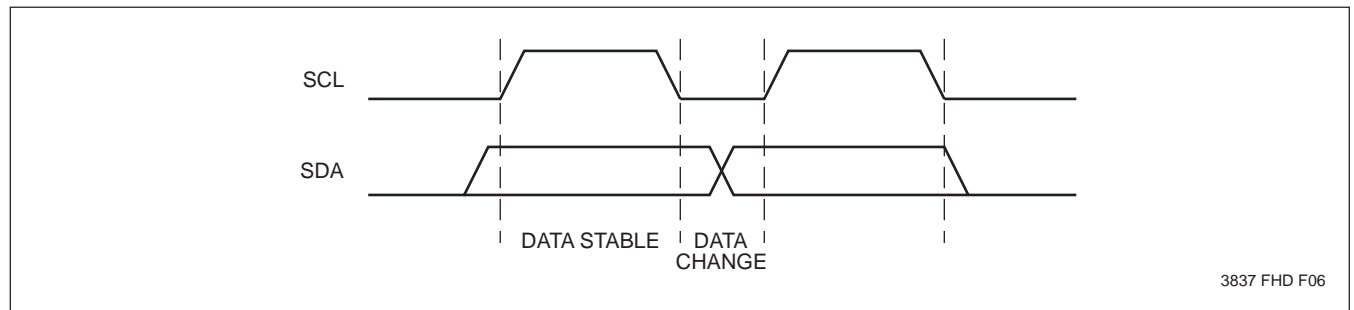 SCL
SDA
DATA STABLE
DATA
CHANGE
3837 FHD F06